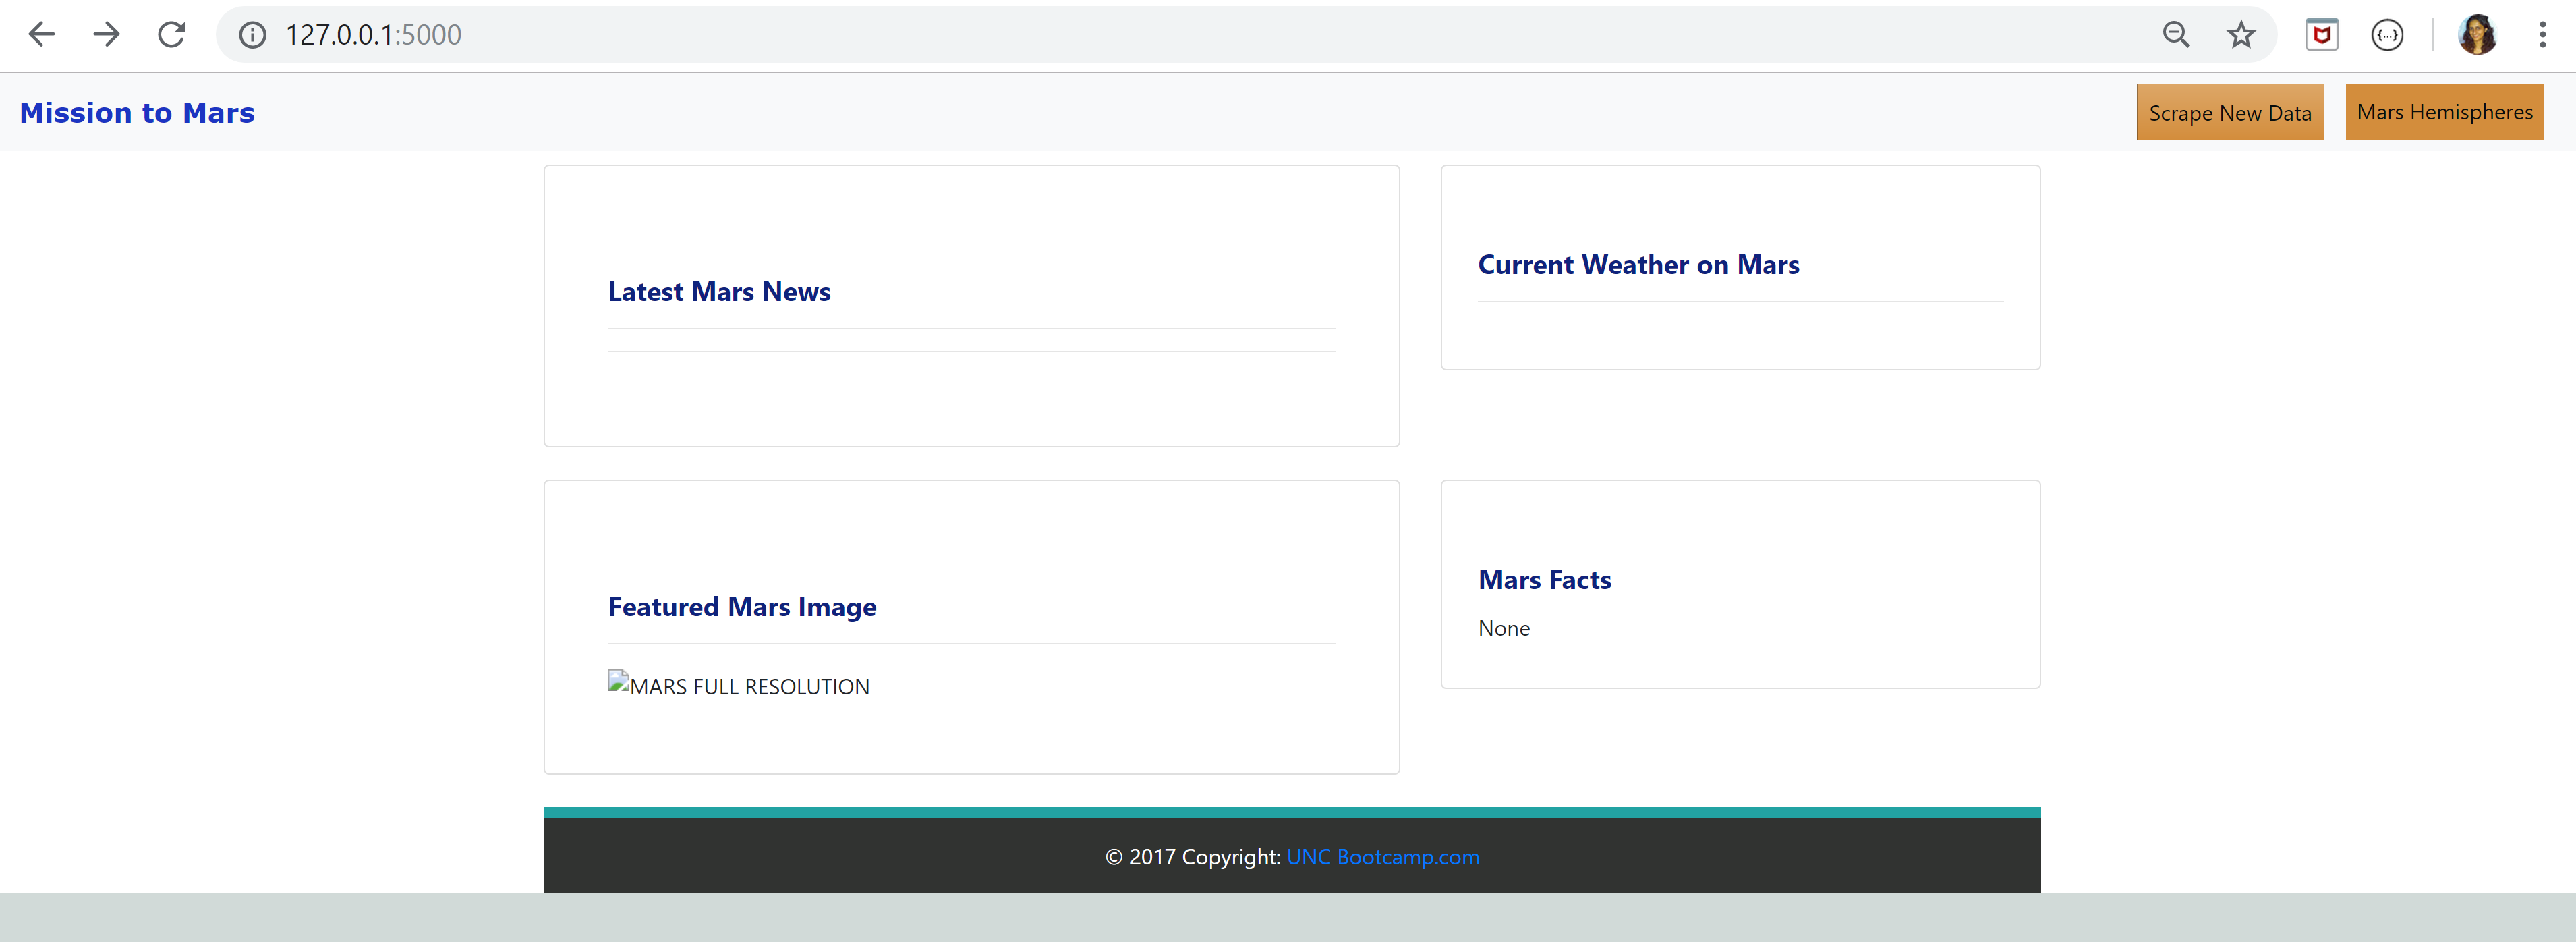 127.0.0.1:5000
Mission to Mars
Scrape New Data
Mars Hemispheres
Latest Mars News
Current Weather on Mars
Featured Mars Image
MARS FULL RESOLUTION
Mars Facts
None
© 2017 Copyright: UNC Bootcamp.com